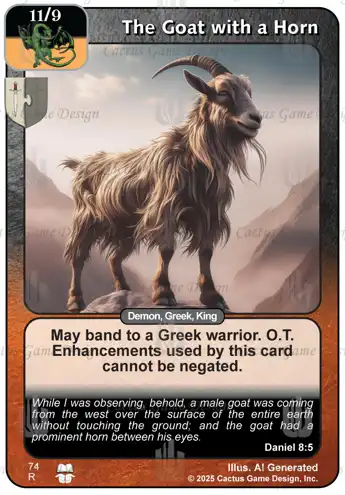 11/9
The Goat with a Horn
Cactus Game Design
Demon, Greek, King
May band to a Greek warrior. O.T.
Enhancements used by this card
cannot be negated.
While I was observing, behold, a male goat was coming
from the west over the surface of the entire earth
without touching the ground; and the goat had a
prominent horn between his eyes.
Daniel 8:5
74
R
Illus. AI Generated
© 2025 Cactus Game Design, Inc.